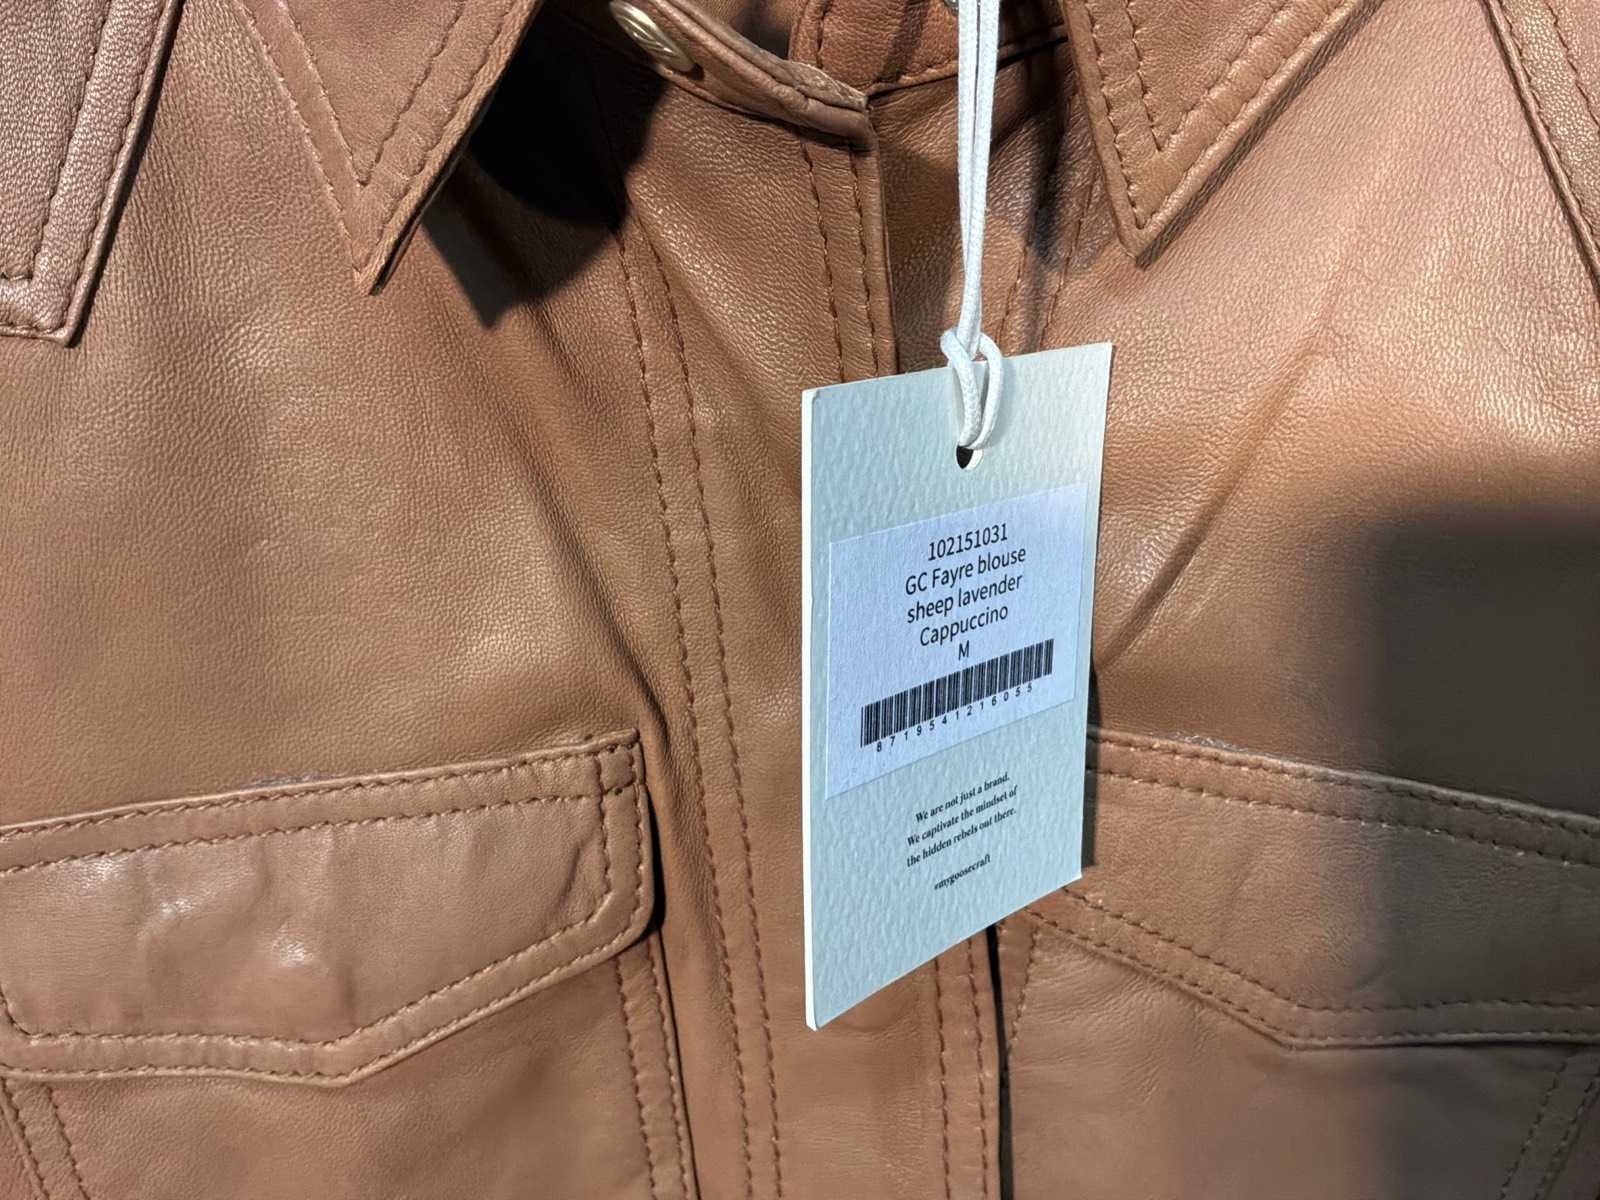 102151031
GC Fayre blouse
sheep lavender
Cappuccino
M
8719541216055
We are not just a brand.
We captivate the mindset of
the hidden rebels out there.
#mygoosecraft